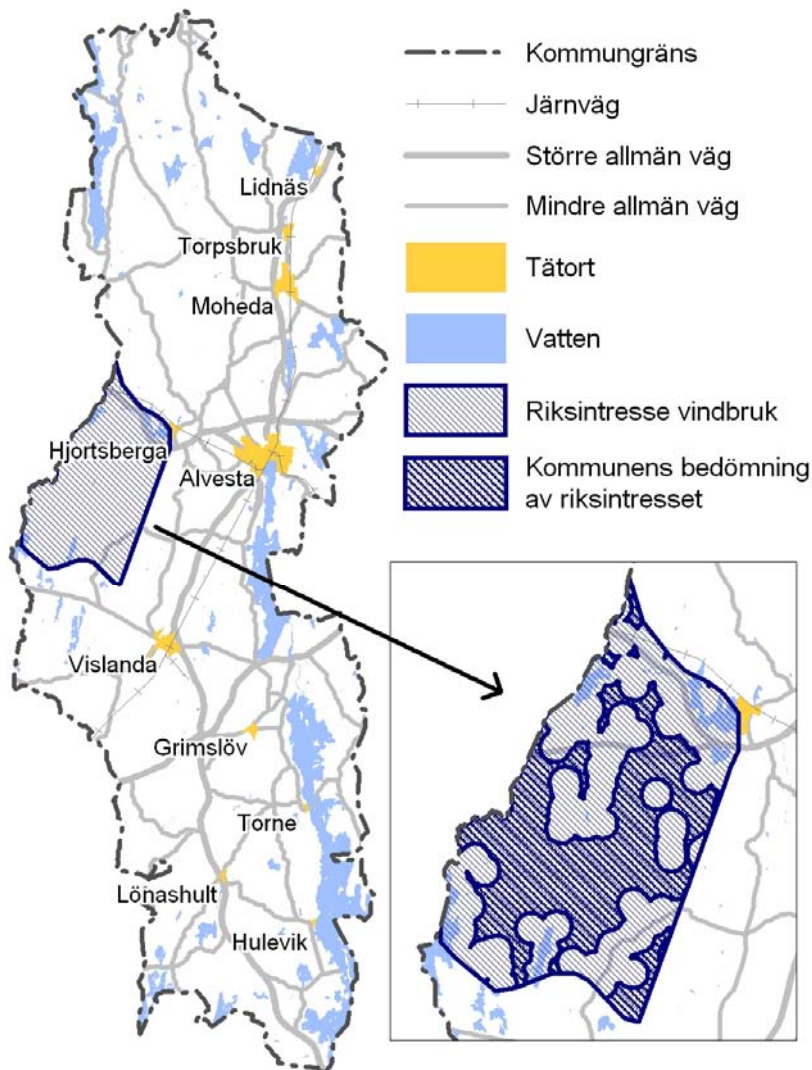 Kommungräns
Järnväg
Större allmän väg
Mindre allmän väg
Tätort
Vatten
Riksintresse vindbruk
Kommunens bedömning
av riksintresset
Lidnäs
Torpsbruk
Moheda
Hjortsberga
Alvesta
Vislanda
Grimslöv
Torne
Lönashult
Hulevik